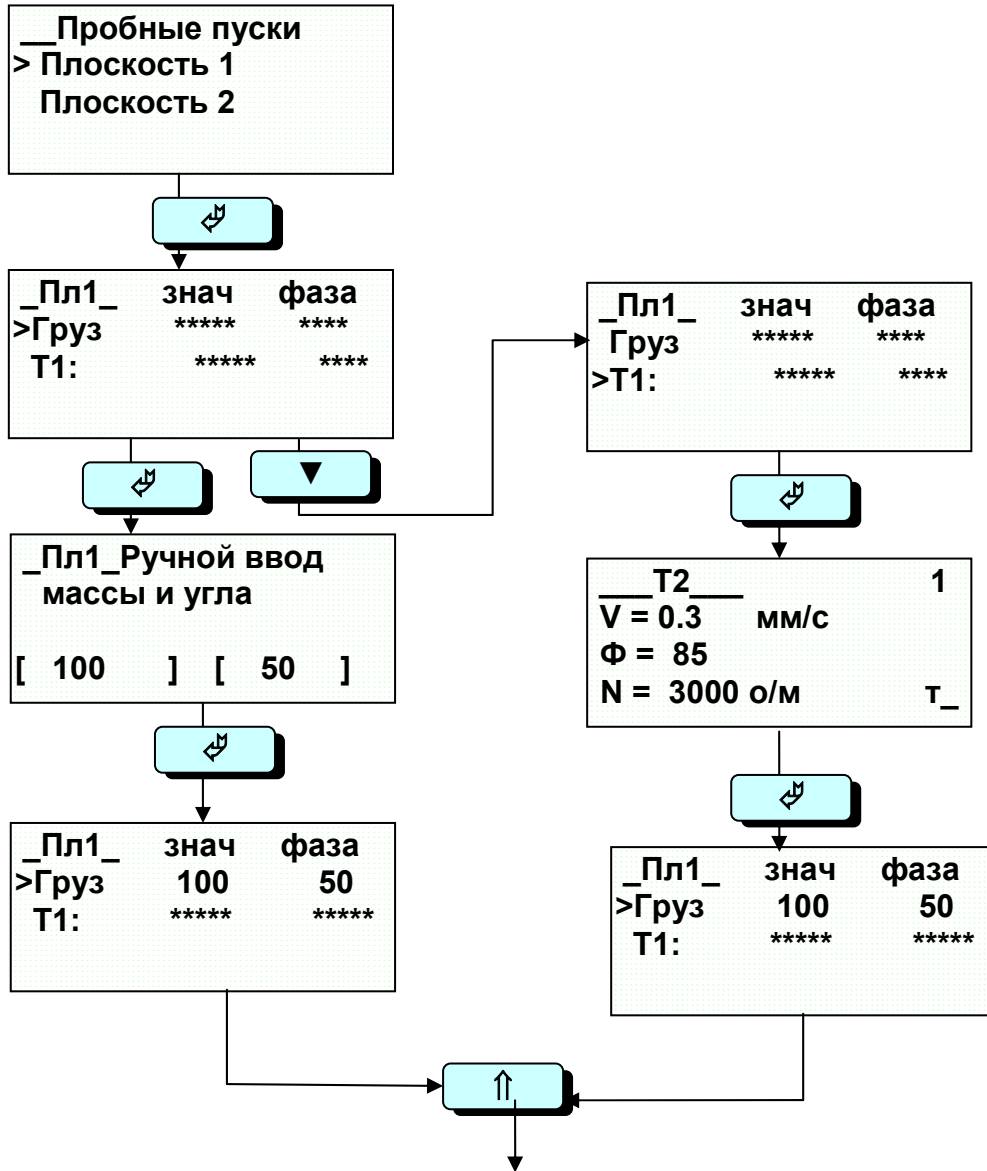 __Пробные пуски
> Плоскость 1
Плоскость 2
_Пл1_ знач фаза
>Груз ***** ****
Т1: ***** ****
▼
_Пл1_Ручной ввод
массы и угла
[ 100 ] [ 50 ]
_Пл1_ знач фаза
>Груз 100 50
Т1: ***** *****
_Пл1_ знач фаза
Груз ***** ****
>Т1: ***** ****
___Т2___ 1
V = 0.3 мм/с
Ф = 85
N = 3000 о/м т_
_Пл1_ знач фаза
>Груз 100 50
Т1: ***** *****
⇑